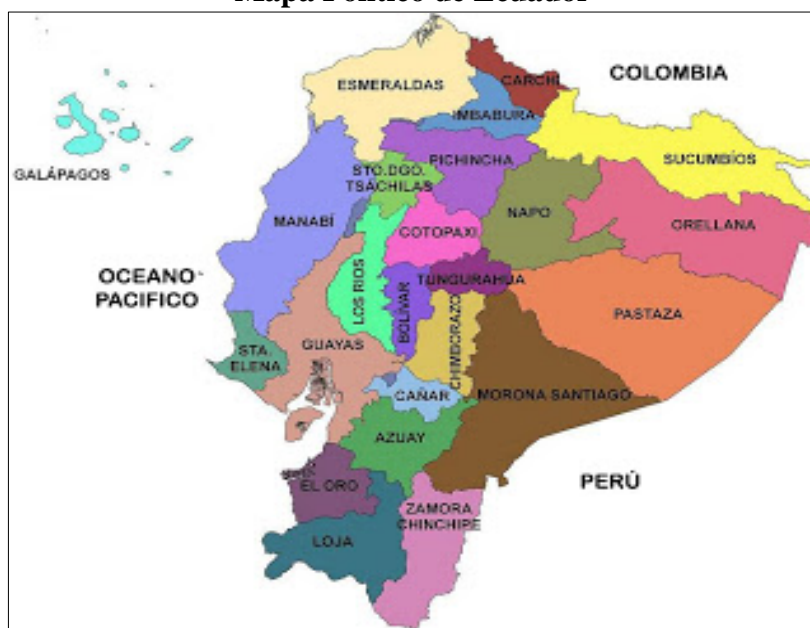 Mapa Político de Ecuador
ESMERALDAS
CARCHI
COLOMBIA
IMBABURA
GALÁPAGOS
STO.DGO.
TSÁCHILAS
PICHINCHA
SUCUMBÍOS
MANABÍ
COTOPAXI
NAPO
ORELLANA
OCEANO
PACIFICO
LOS RIOS
BOLÍVAR
TUNGURAHUA
CHIMBORAZO
PASTAZA
STA.
ELENA
GUAYAS
CAÑAR
MORONA SANTIAGO
AZUAY
PERÚ
EL ORO
ZAMORA
CHINCHIPE
LOJA